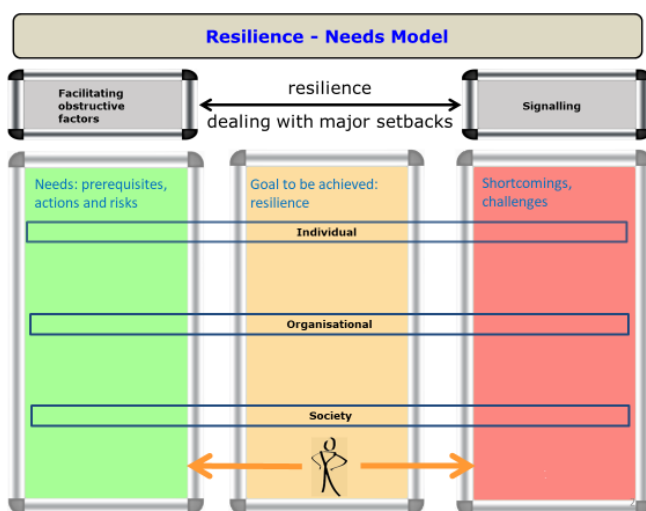 Resilience - Needs Model
Facilitating
obstructive
factors
resilience
dealing with major setbacks
Signalling
Needs: prerequisites,
actions and risks
Goal to be achieved:
resilience
Shortcomings,
challenges
Individual
Organisational
Society
2